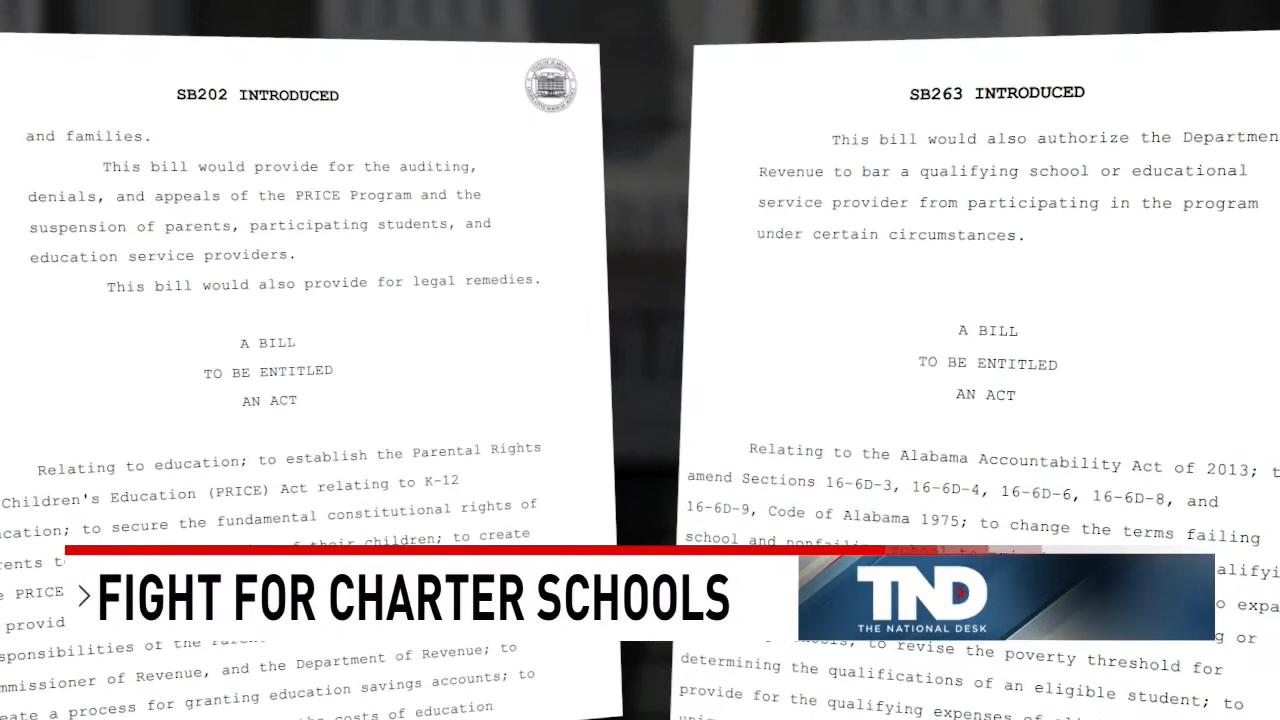 SB202 INTRODUCED
and families.
This bill would provide for the auditing,
denials, and appeals of the PRICE Program and the
suspension of parents, participating students, and
education service providers.
This bill would also provide for legal remedies.
A BILL
TO BE ENTITLED
AN ACT
Relating to education; to establish the Parental Rights
Children's Education (PRICE) Act relating to K-12
cation; to secure the fundamental constitutional rights of
ents t
of their children; to create
PRICE
provid
sponsibilities of the
mmissioner of Revenue, and the Department of Revenue; to
eate a process for granting education savings accounts; to
costs of education
SB263 INTRODUCED
This bill would also authorize the Departmen
Revenue to bar a qualifying school or educational
service provider from participating in the program
under certain circumstances.
A BILL
TO BE ENTITLED
AN ACT
Relating to the Alabama Accountability Act of 2013; t
amend Sections 16-6D-3, 16-6D-4, 16-6D-6, 16-6D-8, and
16-6D-9, Code of Alabama 1975; to change the terms failing
school and
alifyi
o expa
g or
to revise the poverty threshold for
determining the qualifications of an eligible student; to
provide for the qualifying expenses of
FIGHT FOR CHARTER SCHOOLS
TND
THE NATIONAL DESK